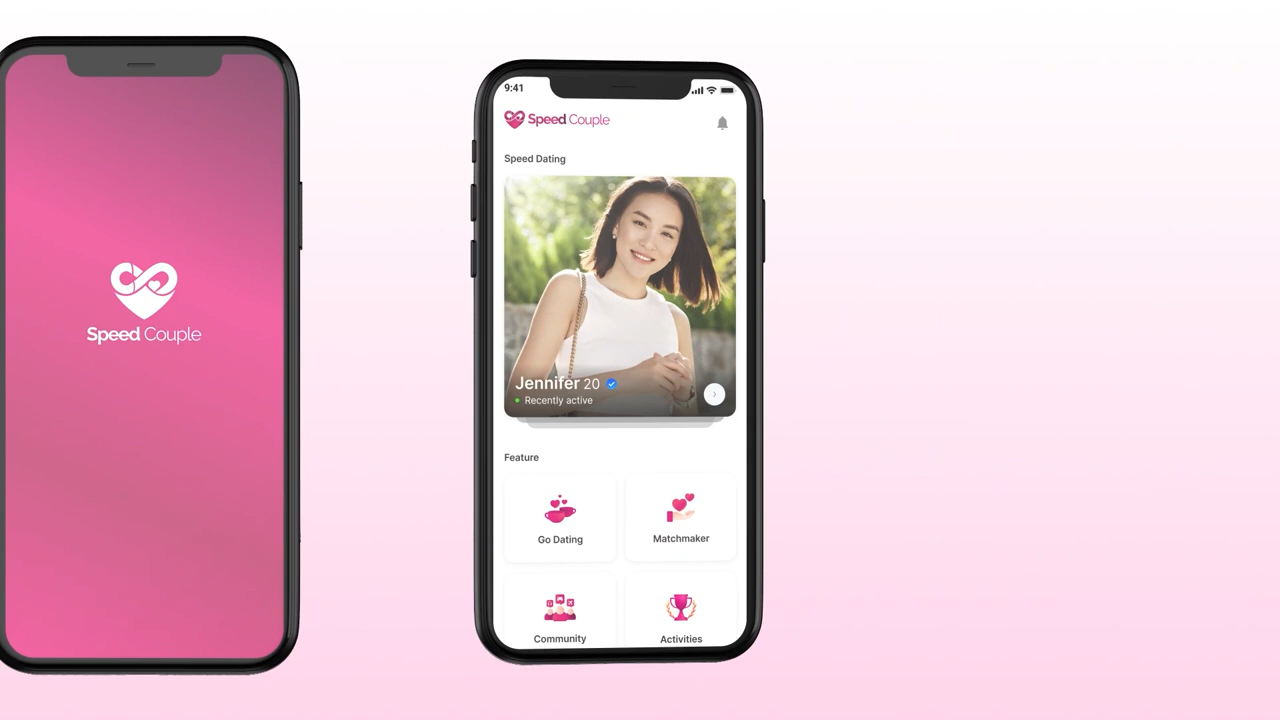 Speed Couple
9:41
Speed Couple
Speed Dating
Jennifer 20
Recently active
Feature
Go Dating
Matchmaker
Community
Activities